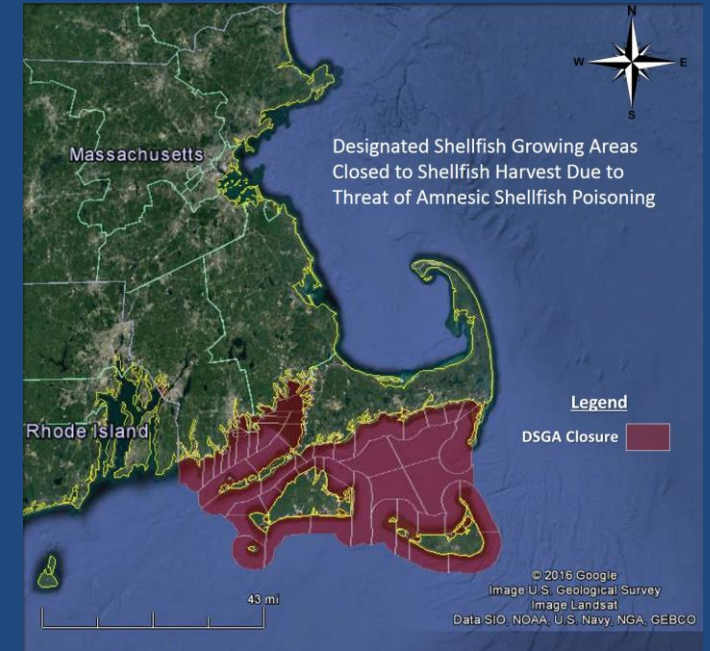 N
W
E
S
Massachusetts
Designated Shellfish Growing Areas
Closed to Shellfish Harvest Due to
Threat of Amnesic Shellfish Poisoning
Legend
DSGA Closure
Rhode Island
43 mi
© 2016 Google
Image U.S. Geological Survey
Image Landsat
Data SIO, NOAA, U.S. Navy, NGA, GEBCO